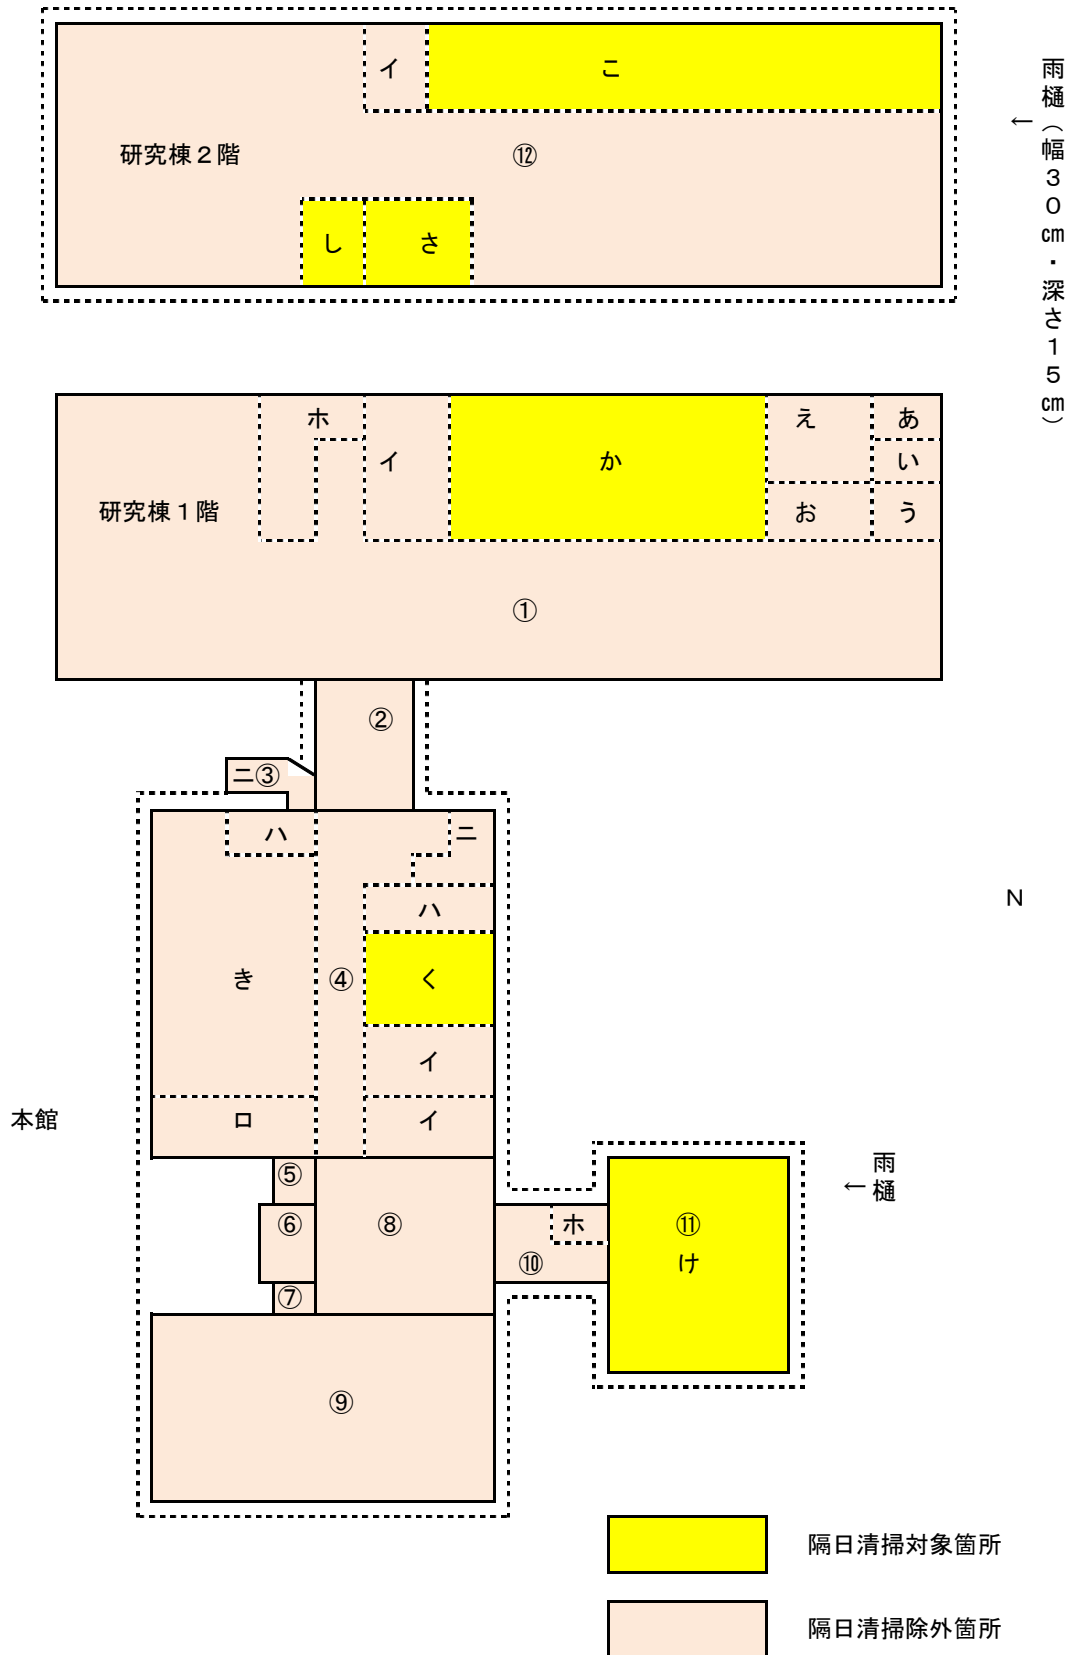 イ
こ
研究棟２階
⑫
し
さ
雨樋（幅３０㎝・深さ１５㎝）
←
ホ
イ
か
え
あ
い
研究棟１階
お
う
①
②
ニ③
ハ
ニ
ハ
N
き
④
く
イ
本館
ロ
イ
⑤
⑥
⑧
⑦
ホ
⑩
⑪
け
←
雨樋
⑨
隔日清掃対象箇所
隔日清掃除外箇所